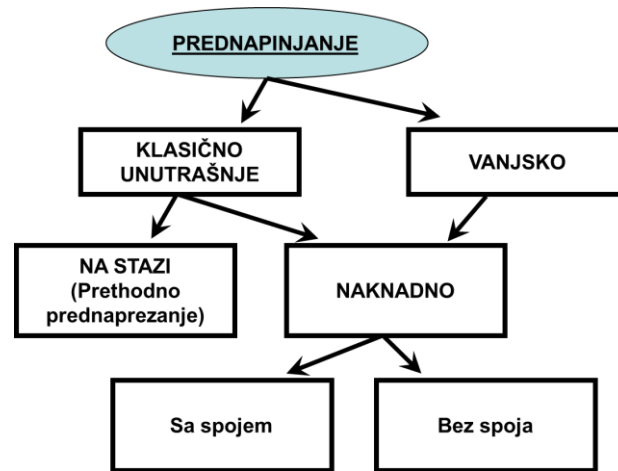 PREDNAPINJANJE
KLASIČNO
UNUTRAŠNJE
VANJSKO
NA STAZI
(Prethodno
prednaprezanje)
NAKNADNO
Sa spojem
Bez spoja